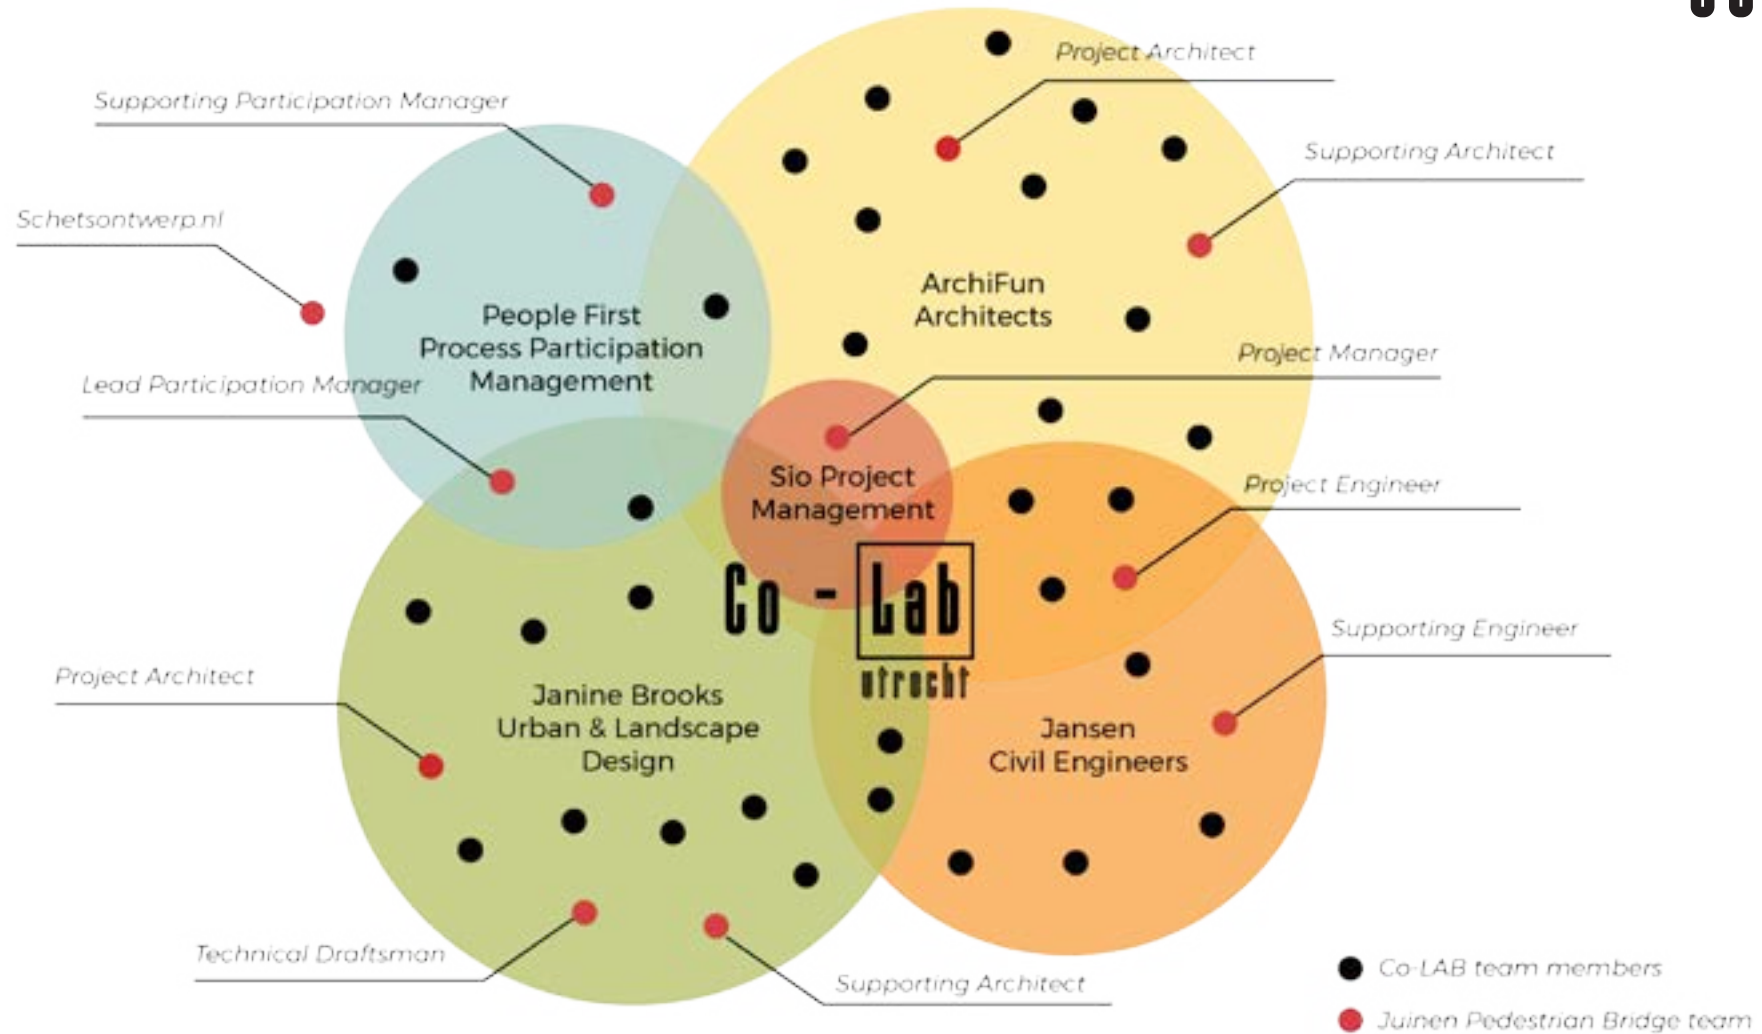 Project Architect
Supporting Participation Manager
Supporting Architect
Schetsontwerp.nl
ArchiFun
Architects
People First
Process Participation
Management
Project Manager
Lead Participation Manager
Sio Project
Management
Project Engineer
Co - Lab
utrecht
Supporting Engineer
Project Architect
Janine Brooks
Urban & Landscape
Design
Jansen
Civil Engineers
Technical Draftsman
Supporting Architect
Co-LAB team members
Juinen Pedestrian Bridge team